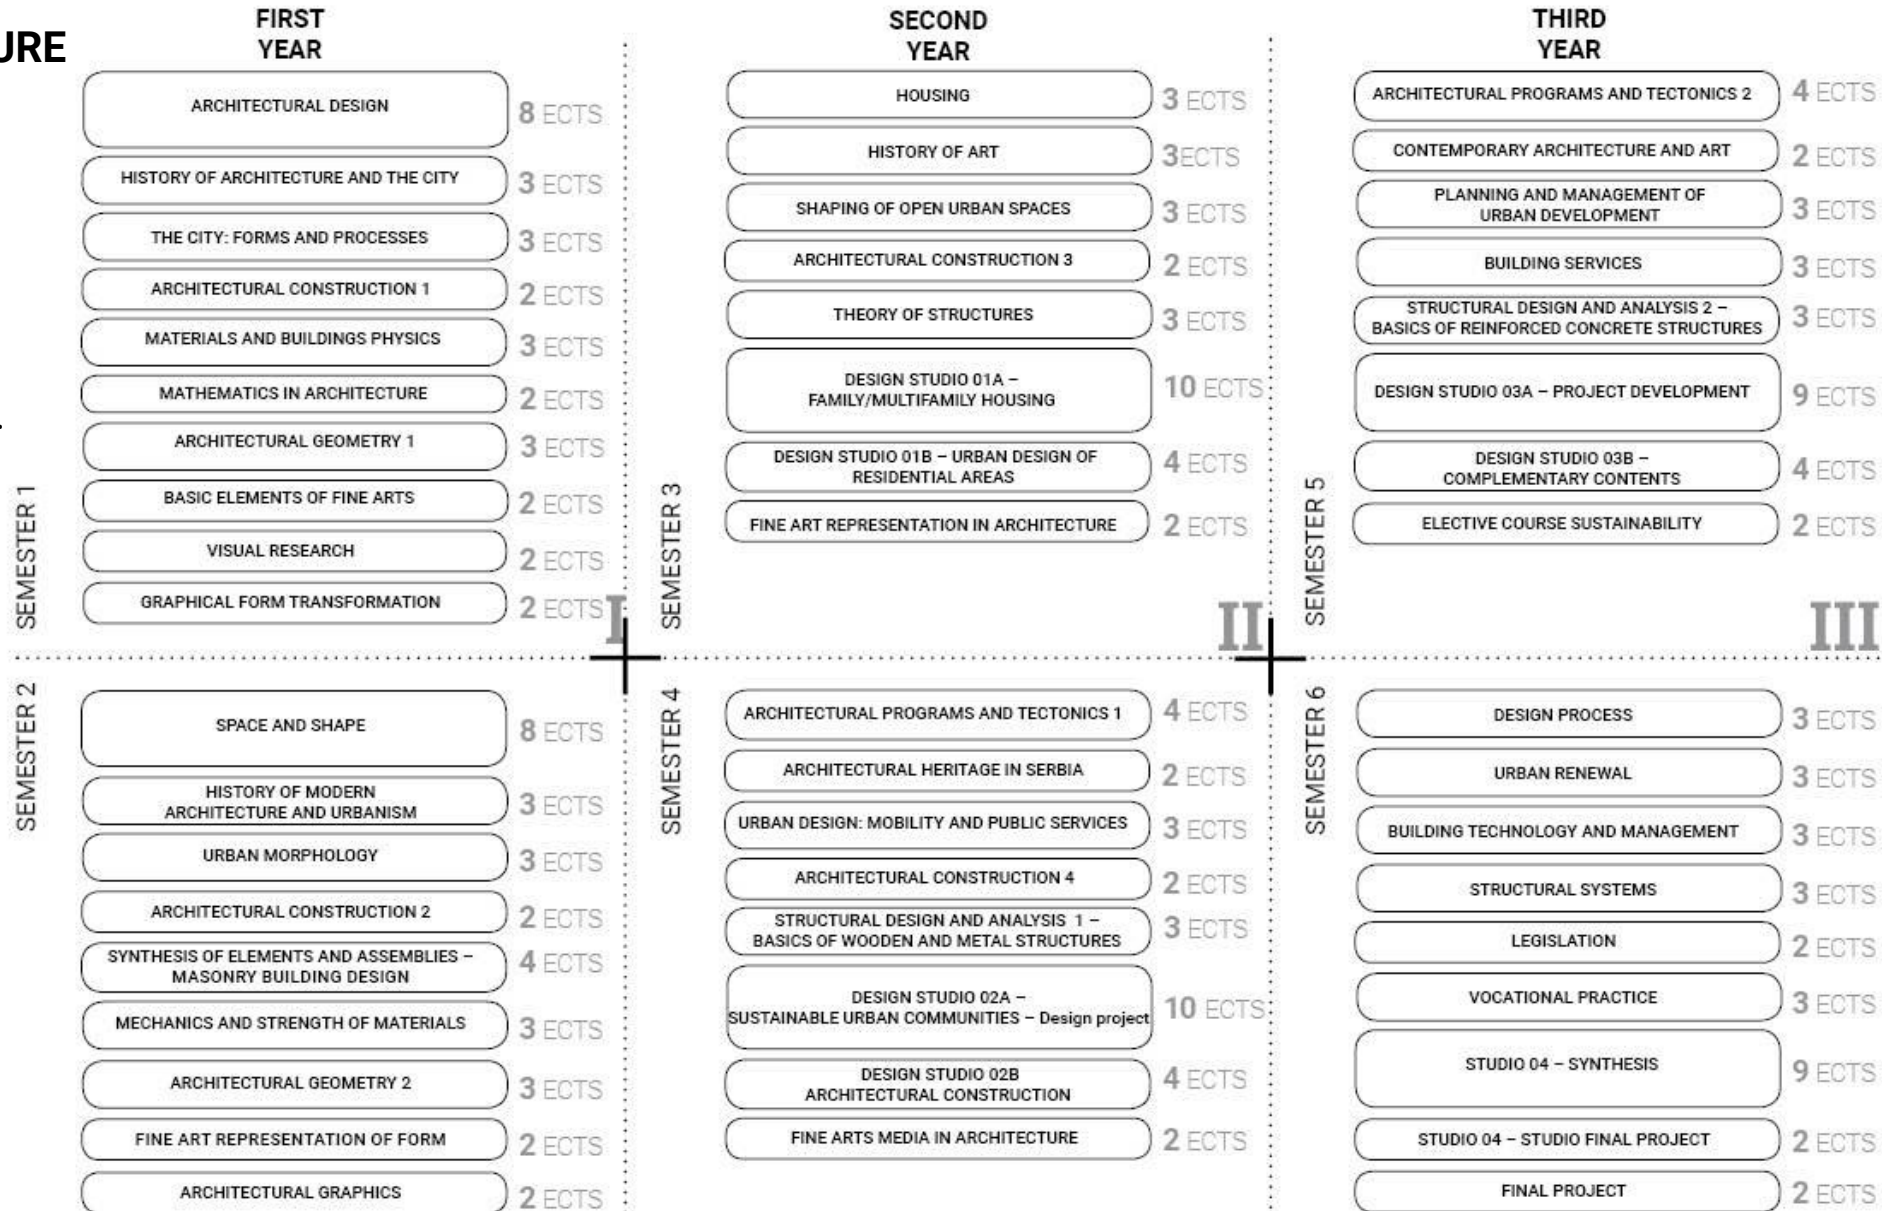 URE
FIRST
YEAR
SEMESTER 1
ARCHITECTURAL DESIGN
8 ECTS
HISTORY OF ARCHITECTURE AND THE CITY
3 ECTS
THE CITY: FORMS AND PROCESSES
3 ECTS
ARCHITECTURAL CONSTRUCTION 1
2 ECTS
MATERIALS AND BUILDINGS PHYSICS
3 ECTS
MATHEMATICS IN ARCHITECTURE
2 ECTS
ARCHITECTURAL GEOMETRY 1
3 ECTS
BASIC ELEMENTS OF FINE ARTS
2 ECTS
VISUAL RESEARCH
2 ECTS
GRAPHICAL FORM TRANSFORMATION
2 ECTS
I
SEMESTER 2
SPACE AND SHAPE
8 ECTS
HISTORY OF MODERN
ARCHITECTURE AND URBANISM
3 ECTS
URBAN MORPHOLOGY
3 ECTS
ARCHITECTURAL CONSTRUCTION 2
2 ECTS
SYNTHESIS OF ELEMENTS AND ASSEMBLIES –
MASONRY BUILDING DESIGN
4 ECTS
MECHANICS AND STRENGTH OF MATERIALS
3 ECTS
ARCHITECTURAL GEOMETRY 2
3 ECTS
FINE ART REPRESENTATION OF FORM
2 ECTS
ARCHITECTURAL GRAPHICS
2 ECTS
SECOND
YEAR
SEMESTER 3
HOUSING
3 ECTS
HISTORY OF ART
3ECTS
SHAPING OF OPEN URBAN SPACES
3 ECTS
ARCHITECTURAL CONSTRUCTION 3
2 ECTS
THEORY OF STRUCTURES
3 ECTS
DESIGN STUDIO 01A –
FAMILY/MULTIFAMILY HOUSING
10 ECTS
DESIGN STUDIO 01B – URBAN DESIGN OF
RESIDENTIAL AREAS
4 ECTS
FINE ART REPRESENTATION IN ARCHITECTURE
2 ECTS
II
SEMESTER 4
ARCHITECTURAL PROGRAMS AND TECTONICS 1
4 ECTS
ARCHITECTURAL HERITAGE IN SERBIA
2 ECTS
URBAN DESIGN: MOBILITY AND PUBLIC SERVICES
3 ECTS
ARCHITECTURAL CONSTRUCTION 4
2 ECTS
STRUCTURAL DESIGN AND ANALYSIS 1 –
BASICS OF WOODEN AND METAL STRUCTURES
3 ECTS
DESIGN STUDIO 02A –
SUSTAINABLE URBAN COMMUNITIES – Design project
10 ECTS
DESIGN STUDIO 02B
ARCHITECTURAL CONSTRUCTION
4 ECTS
FINE ARTS MEDIA IN ARCHITECTURE
2 ECTS
THIRD
YEAR
SEMESTER 5
ARCHITECTURAL PROGRAMS AND TECTONICS 2
4 ECTS
CONTEMPORARY ARCHITECTURE AND ART
2 ECTS
PLANNING AND MANAGEMENT OF
URBAN DEVELOPMENT
3 ECTS
BUILDING SERVICES
3 ECTS
STRUCTURAL DESIGN AND ANALYSIS 2 –
BASICS OF REINFORCED CONCRETE STRUCTURES
3 ECTS
DESIGN STUDIO 03A – PROJECT DEVELOPMENT
9 ECTS
DESIGN STUDIO 03B –
COMPLEMENTARY CONTENTS
4 ECTS
ELECTIVE COURSE SUSTAINABILITY
2 ECTS
III
SEMESTER 6
DESIGN PROCESS
3 ECTS
URBAN RENEWAL
3 ECTS
BUILDING TECHNOLOGY AND MANAGEMENT
3 ECTS
STRUCTURAL SYSTEMS
3 ECTS
LEGISLATION
2 ECTS
VOCATIONAL PRACTICE
3 ECTS
STUDIO 04 – SYNTHESIS
9 ECTS
STUDIO 04 – STUDIO FINAL PROJECT
2 ECTS
FINAL PROJECT
2 ECTS